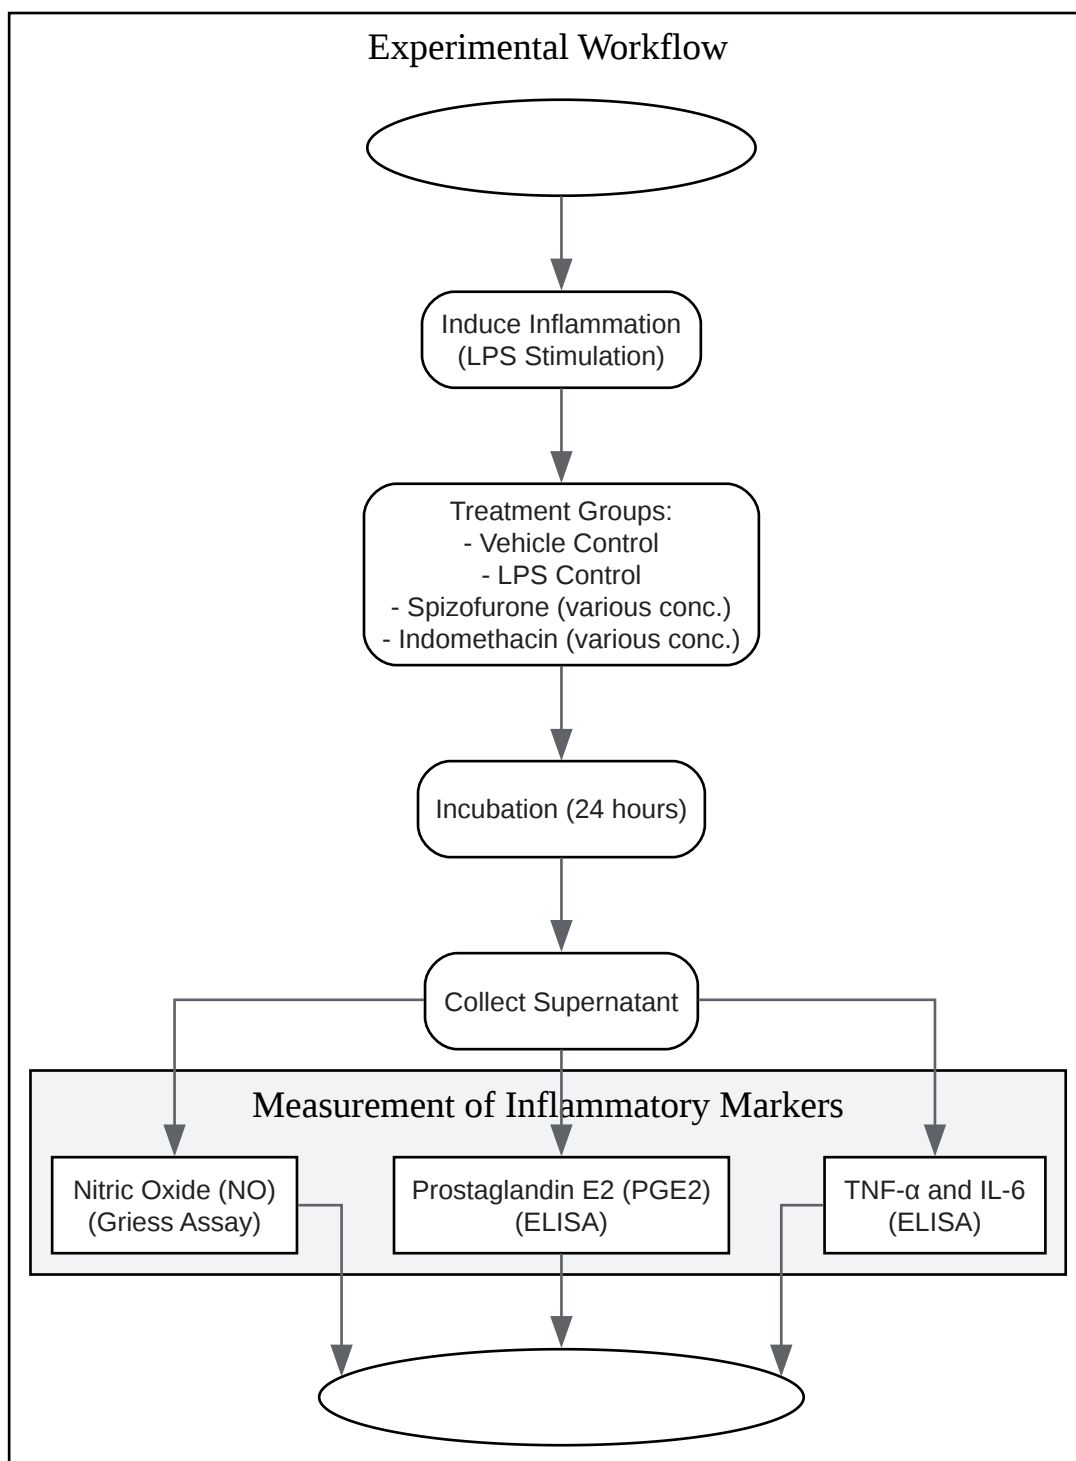 Experimental Workflow
Induce Inflammation
(LPS Stimulation)
Treatment Groups:
- Vehicle Control
- LPS Control
- Spizofurone (various conc.)
- Indomethacin (various conc.)
Incubation (24 hours)
Collect Supernatant
Measurement of Inflammatory Markers
Nitric Oxide (NO)
(Griess Assay)
Prostaglandin E2 (PGE2)
(ELISA)
TNF-α and IL-6
(ELISA)